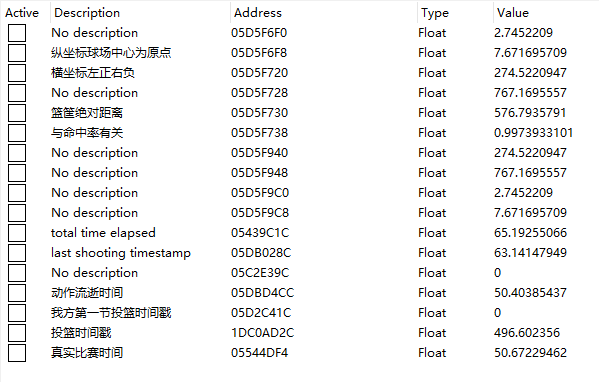 Active Description Address Type Value
No description 05D5F6F0 Float 2.7452209
纵坐标球场中心为原点 05D5F6F8 Float 7.671695709
横坐标左正右负 05D5F720 Float 274.5220947
No description 05D5F728 Float 767.1695557
篮筐绝对距离 05D5F730 Float 576.7935791
与命中率有关 05D5F738 Float 0.9973933101
No description 05D5F940 Float 274.5220947
No description 05D5F948 Float 767.1695557
No description 05D5F9C0 Float 2.7452209
No description 05D5F9C8 Float 7.671695709
total time elapsed 05439C1C Float 65.19255066
last shooting timestamp 05DB028C Float 63.14147949
No description 05C2E39C Float 0
动作流逝时间 05DBD4CC Float 50.40385437
我方第一节投篮时间戳 05D2C41C Float 0
投篮时间戳 1DC0AD2C Float 496.602356
真实比赛时间 05544DF4 Float 50.67229462